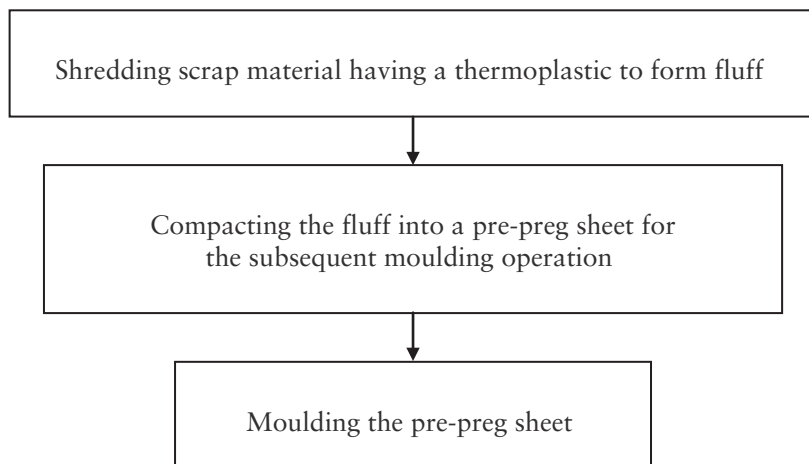 Shredding scrap material having a thermoplastic to form fluff
Compacting the fluff into a pre-preg sheet for
the subsequent moulding operation
Moulding the pre-preg sheet